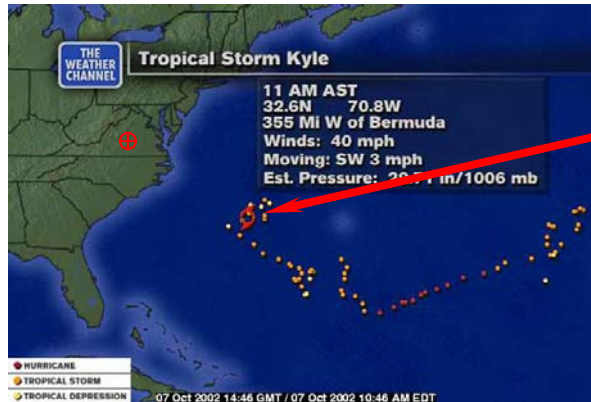 THE
WEATHER
CHANNEL
Tropical Storm Kyle
11 AM AST
32.6N 70.8W
355 Mi W of Bermuda
Winds: 40 mph
Moving: SW 3 mph
Est. Pressure: 29.71 in/1006 mb
HURRICANE
TROPICAL STORM
TROPICAL DEPRESSION
07 Oct 2002 14:46 GMT / 07 Oct 2002 10:46 AM EDT